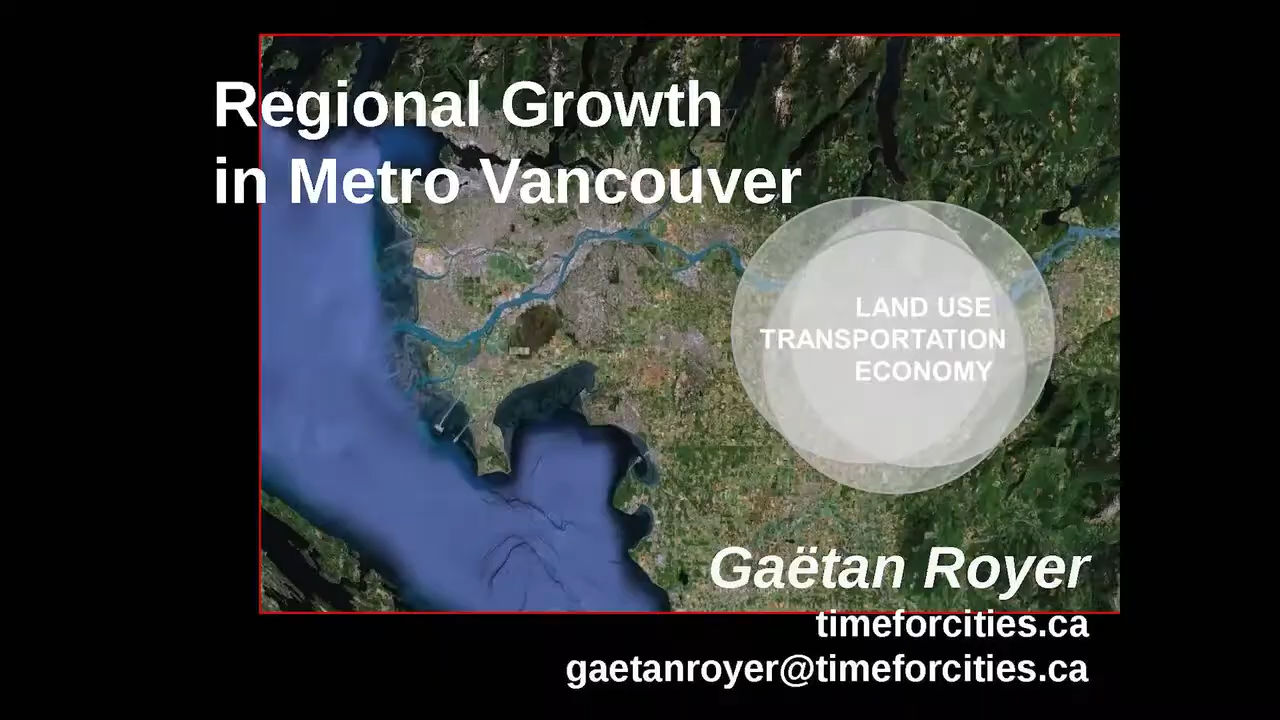 Regional Growth
in Metro Vancouver
LAND USE
TRANSPORTATION
ECONOMY
Gaëtan Royer
timeforcities.ca
gaetanroyer@timeforcities.ca